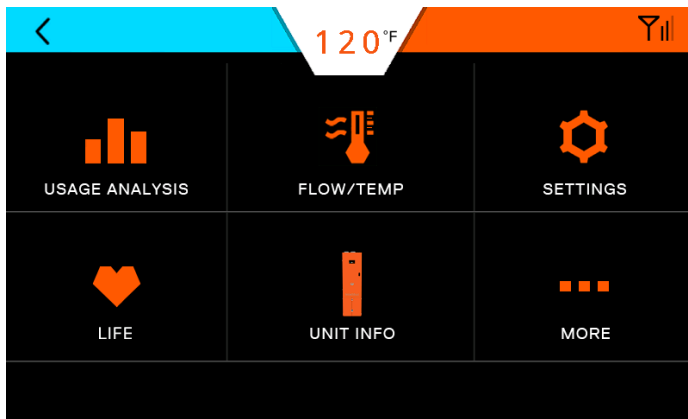 120°F
USAGE ANALYSIS
FLOW/TEMP
SETTINGS
LIFE
UNIT INFO
MORE